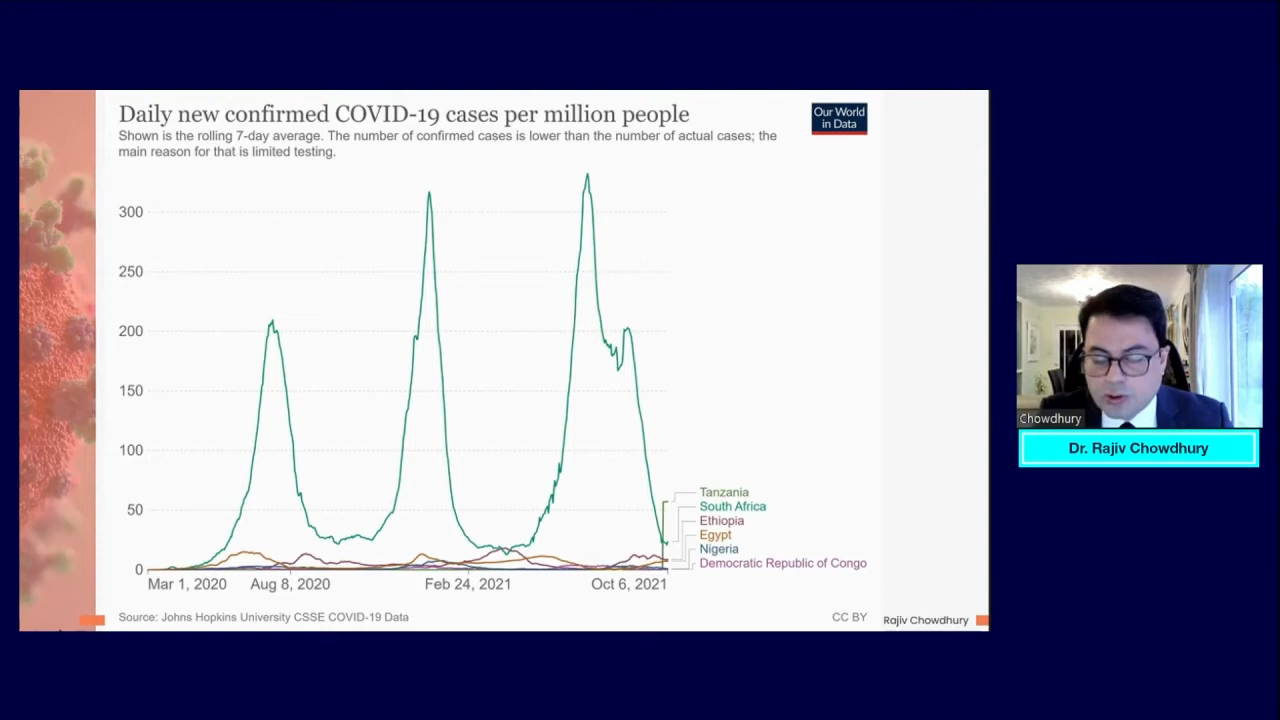 Daily new confirmed COVID-19 cases per million people
Shown is the rolling 7-day average. The number of confirmed cases is lower than the number of actual cases; the
main reason for that is limited testing.
Our World
in Data
300
250
200
150
100
50
0
Mar 1, 2020
Aug 8, 2020
Feb 24, 2021
Oct 6, 2021
Tanzania
South Africa
Ethiopia
Egypt
Nigeria
Democratic Republic of Congo
Source: Johns Hopkins University CSSE COVID-19 Data
CC BY
Rajiv Chowdhury
Chowdhury
Dr. Rajiv Chowdhury